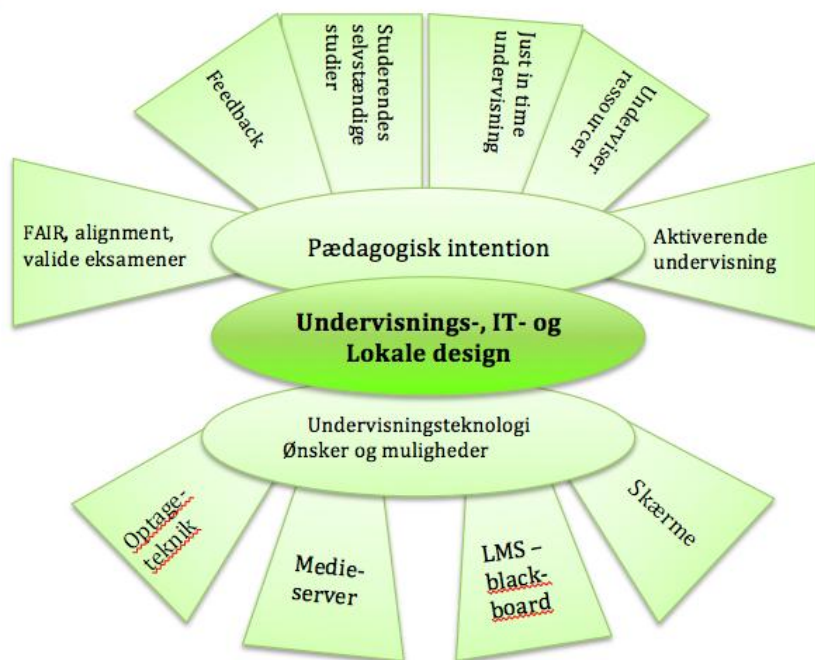 FAIR, alignment,
valide eksamener
Feedback
Studerendes
selvstændige
studier
Just in time
undervisning
Underviser
ressourcer
Aktiverende
undervisning
Pædagogisk intention
Undervisnings-, IT- og
Lokale design
Undervisningsteknologi
Ønsker og muligheder
Optage-
teknik
Medie-
server
LMS –
black-
board
Skærme